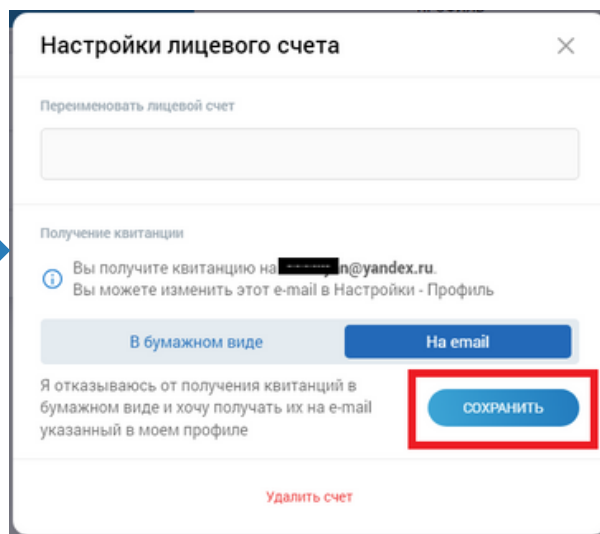 Настройки лицевого счета
Переименовать лицевой счет
Получение квитанции
Вы получите квитанцию на n@yandex.ru.
Вы можете изменить этот e-mail в Настройки - Профиль
В бумажном виде
На email
Я отказываюсь от получения квитанций в
бумажном виде и хочу получать их на e-mail
указанный в моем профиле
СОХРАНИТЬ
Удалить счет